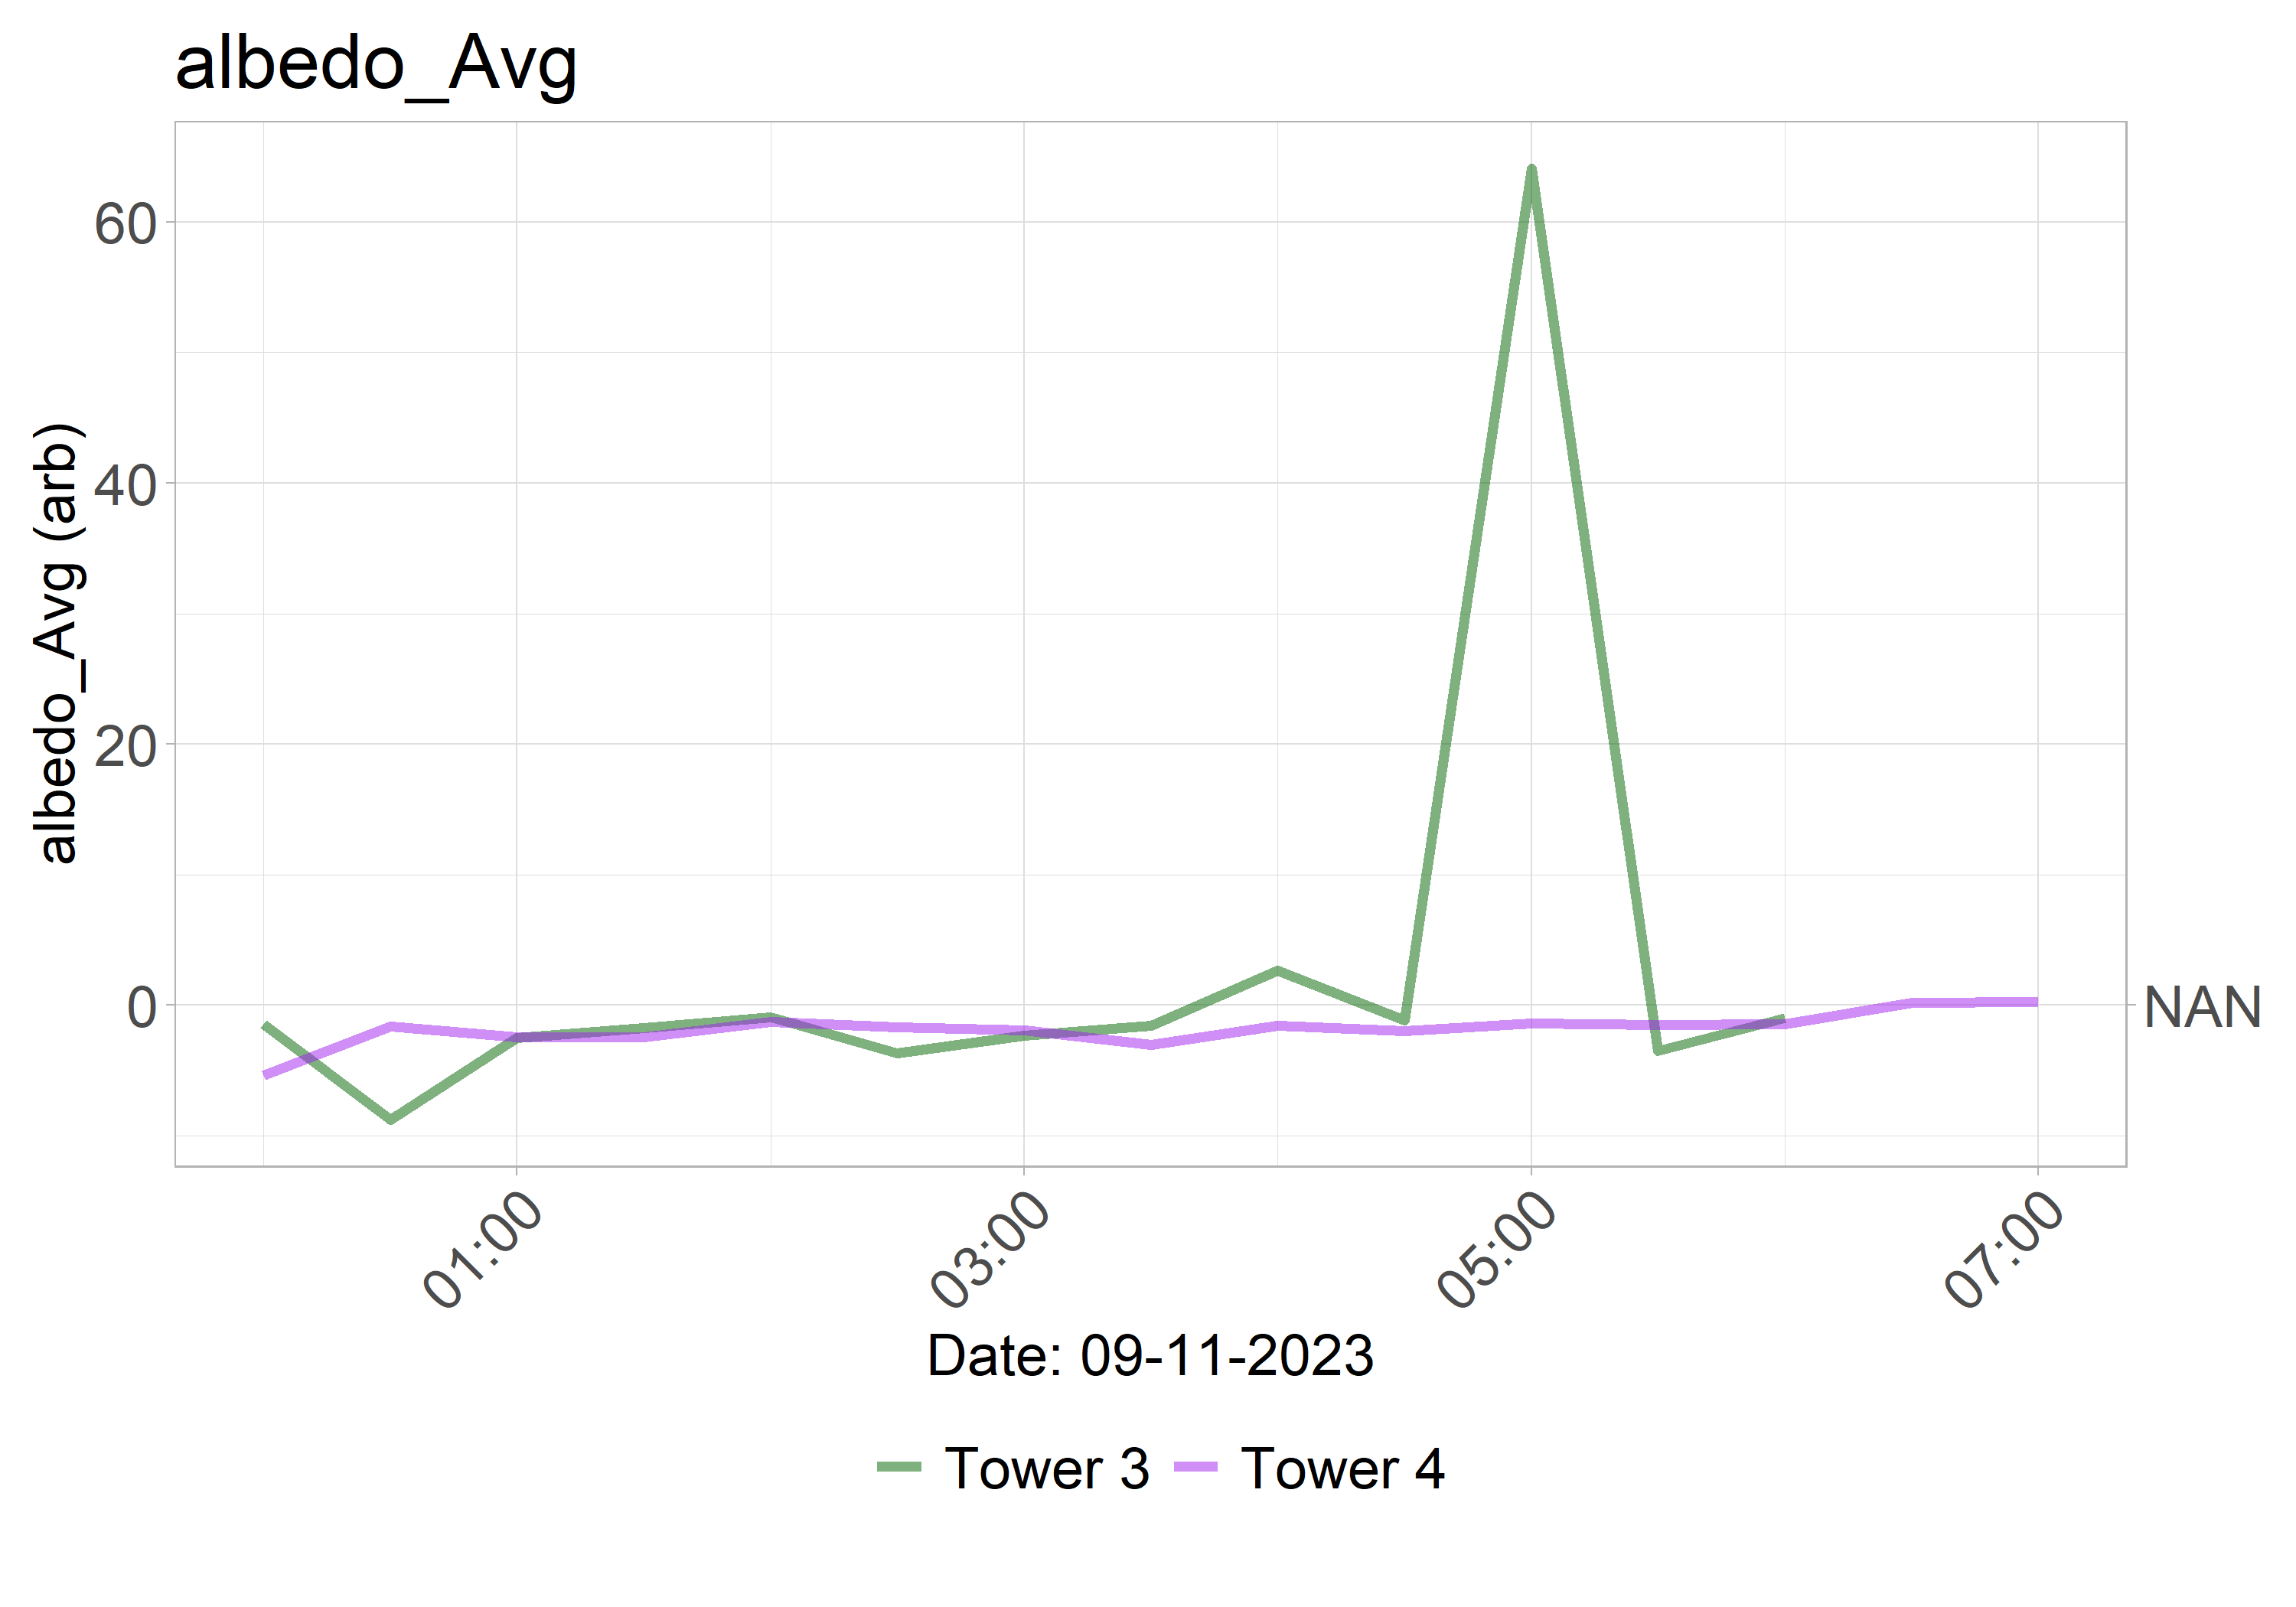 albedo_Avg
albedo_Avg (arb)
60
40
20
0
NAN
01:00
03:00
05:00
07:00
Date: 09-11-2023
Tower 3
Tower 4